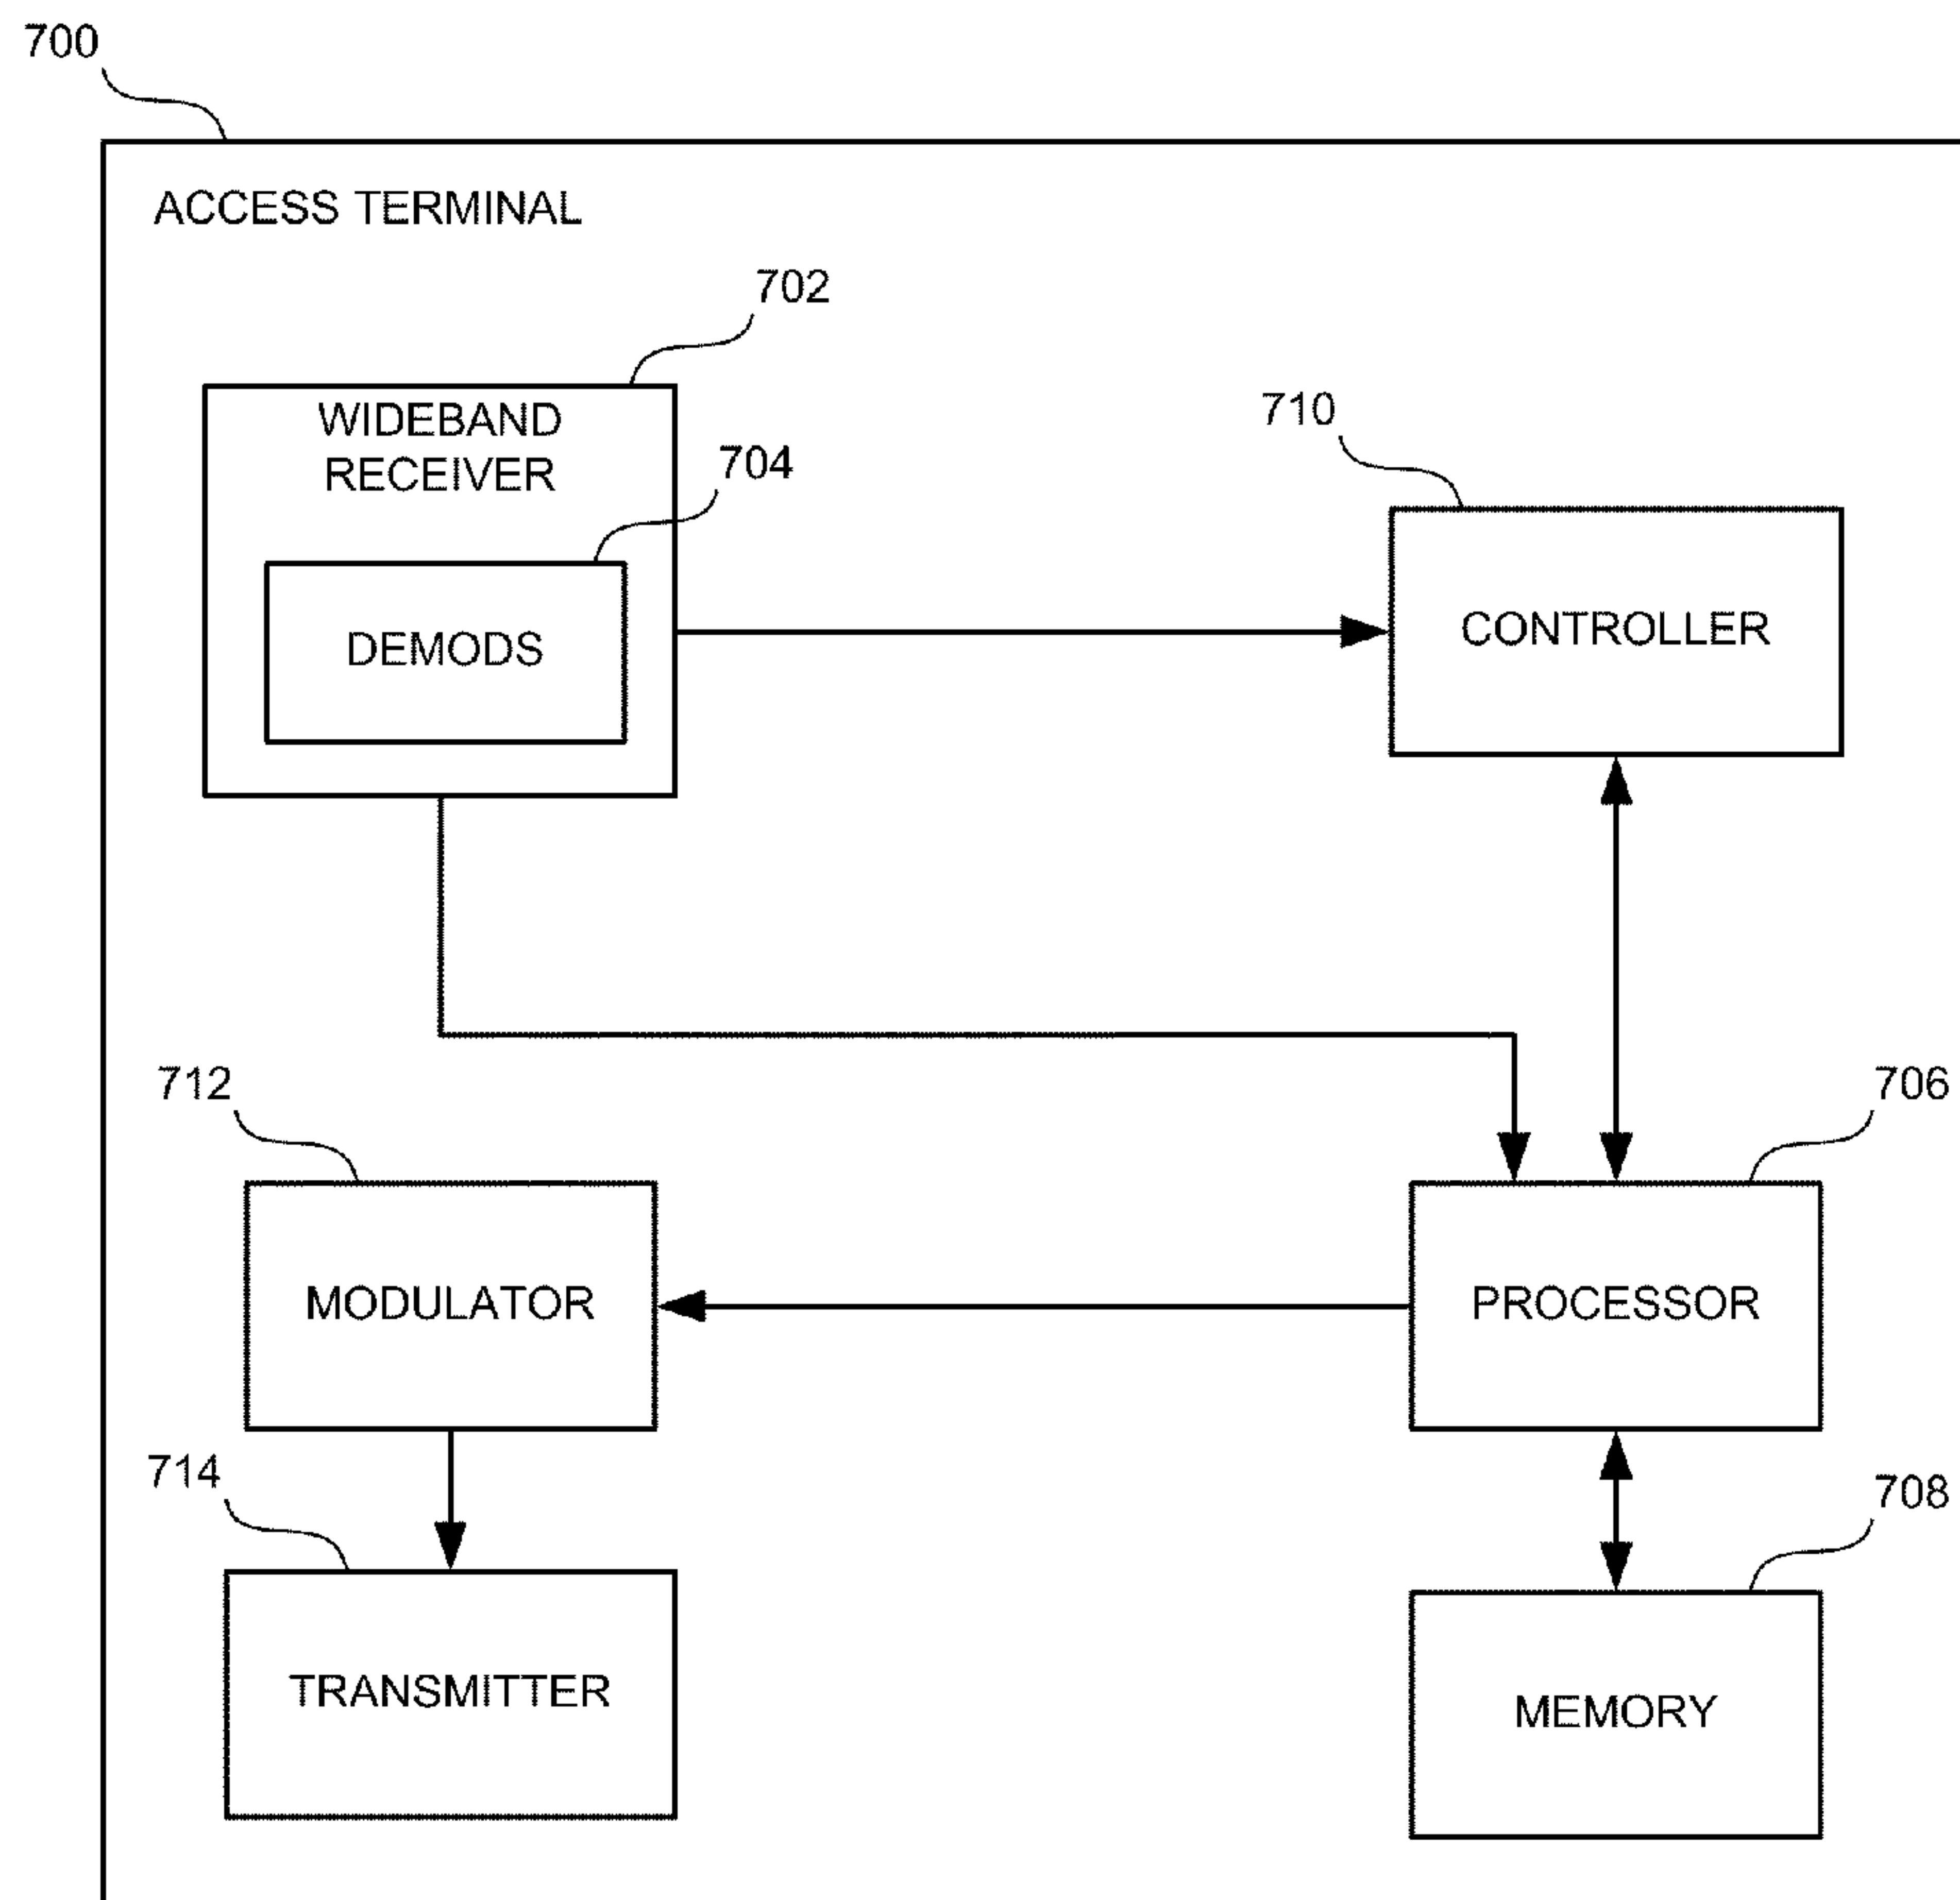 700
ACCESS TERMINAL
702
WIDEBAND
RECEIVER
704
DEMODS
710
CONTROLLER
712
MODULATOR
706
PROCESSOR
714
TRANSMITTER
708
MEMORY